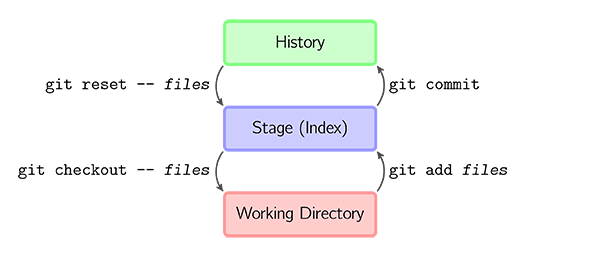 History
git reset -- files
git commit
Stage (Index)
git checkout -- files
git add files
Working Directory